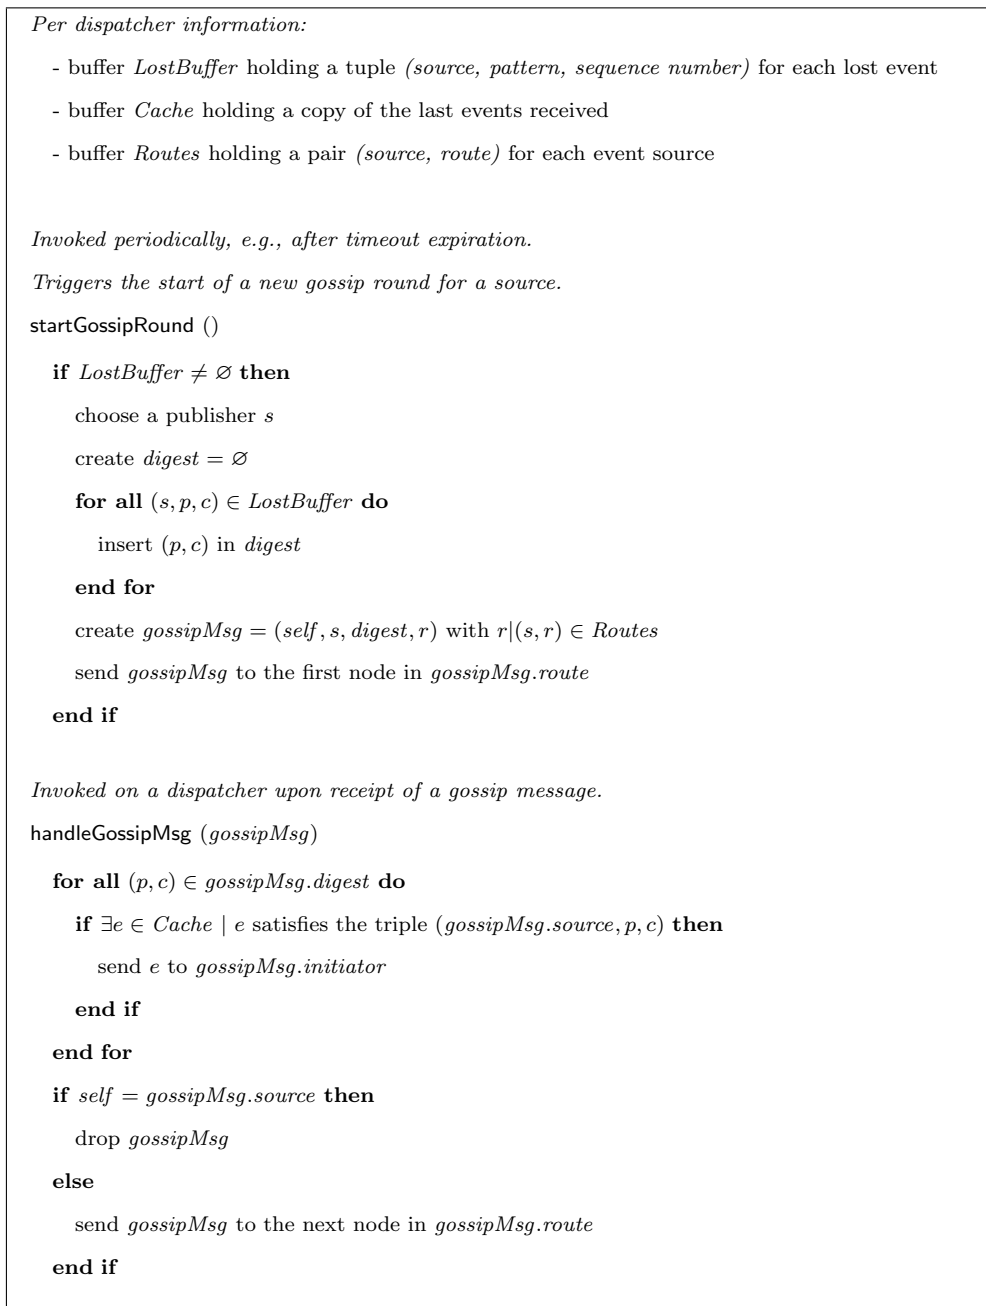 Per dispatcher information:
- buffer LostBuffer holding a tuple (source, pattern, sequence number) for each lost event
- buffer Cache holding a copy of the last events received
- buffer Routes holding a pair (source, route) for each event source
Invoked periodically, e.g., after timeout expiration.
Triggers the start of a new gossip round for a source.
startGossipRound ()
if LostBuffer ≠ ∅ then
choose a publisher s
create digest = ∅
for all (s, p, c) ∈ LostBuffer do
insert (p, c) in digest
end for
create gossipMsg = (self, s, digest, r) with r|(s, r) ∈ Routes
send gossipMsg to the first node in gossipMsg.route
end if
Invoked on a dispatcher upon receipt of a gossip message.
handleGossipMsg (gossipMsg)
for all (p, c) ∈ gossipMsg.digest do
if ∃e ∈ Cache | e satisfies the triple (gossipMsg.source, p, c) then
send e to gossipMsg.initiator
end if
end for
if self = gossipMsg.source then
drop gossipMsg
else
send gossipMsg to the next node in gossipMsg.route
end if